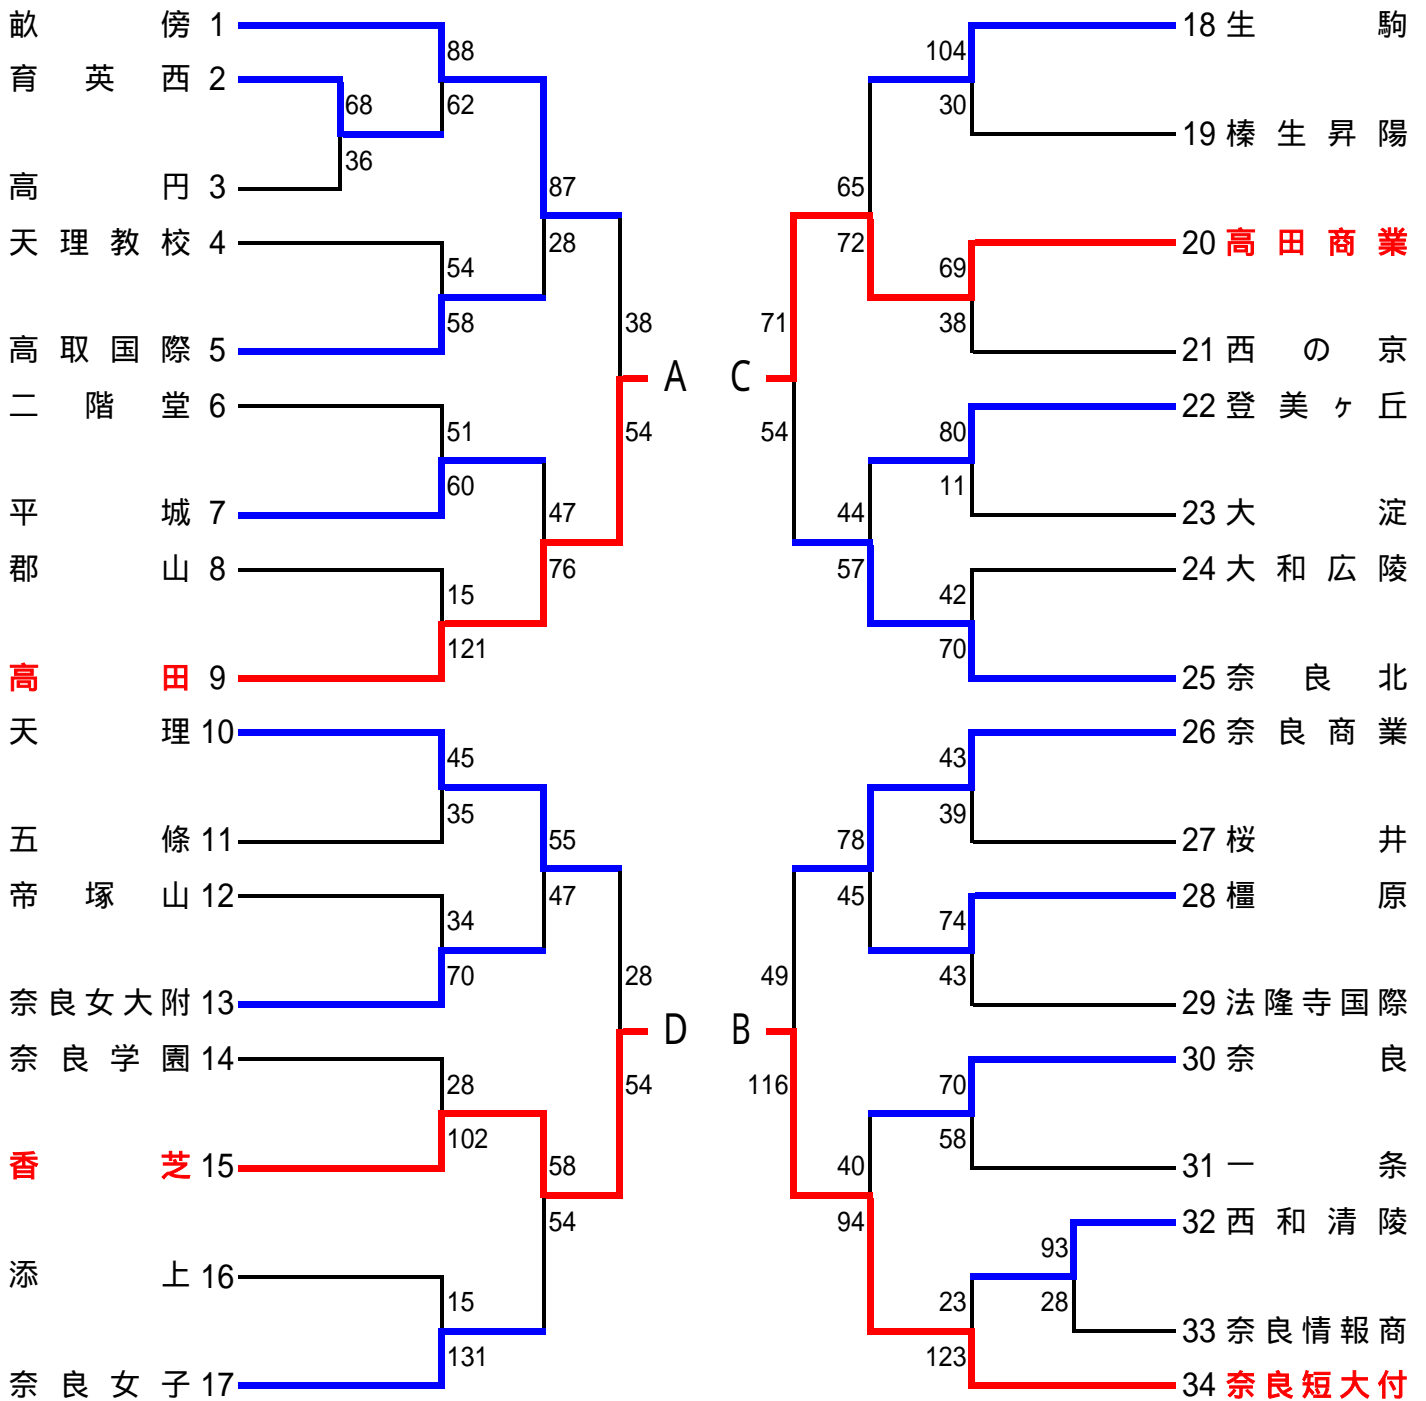 畝傍 1
88
育英西 2
68
62
36
高円 3
87
天理教校 4
28
54
58
38
高取国際 5
A
二階堂 6
51
54
60
47
平城 7
郡山 8
76
15
121
高田 9
天理 10
45
35
55
五條 11
帝塚山 12
47
34
70
28
奈良女大附 13
D
奈良学園 14
28
54
102
58
香芝 15
54
添上 16
15
131
奈良女子 17
18 生駒
104
30
19 榛生昇陽
65
72
20 高田商業
69
71
38
21 西の京
C
22 登美ヶ丘
54
80
11
44
23 大淀
57
24 大和広陵
42
70
25 奈良北
26 奈良商業
43
39
78
27 桜井
45
28 橿原
74
49
43
29 法隆寺国際
B
30 奈良
116
70
58
40
31 一条
94
32 西和清陵
93
23
28
33 奈良情報商
123
34 奈良短大付